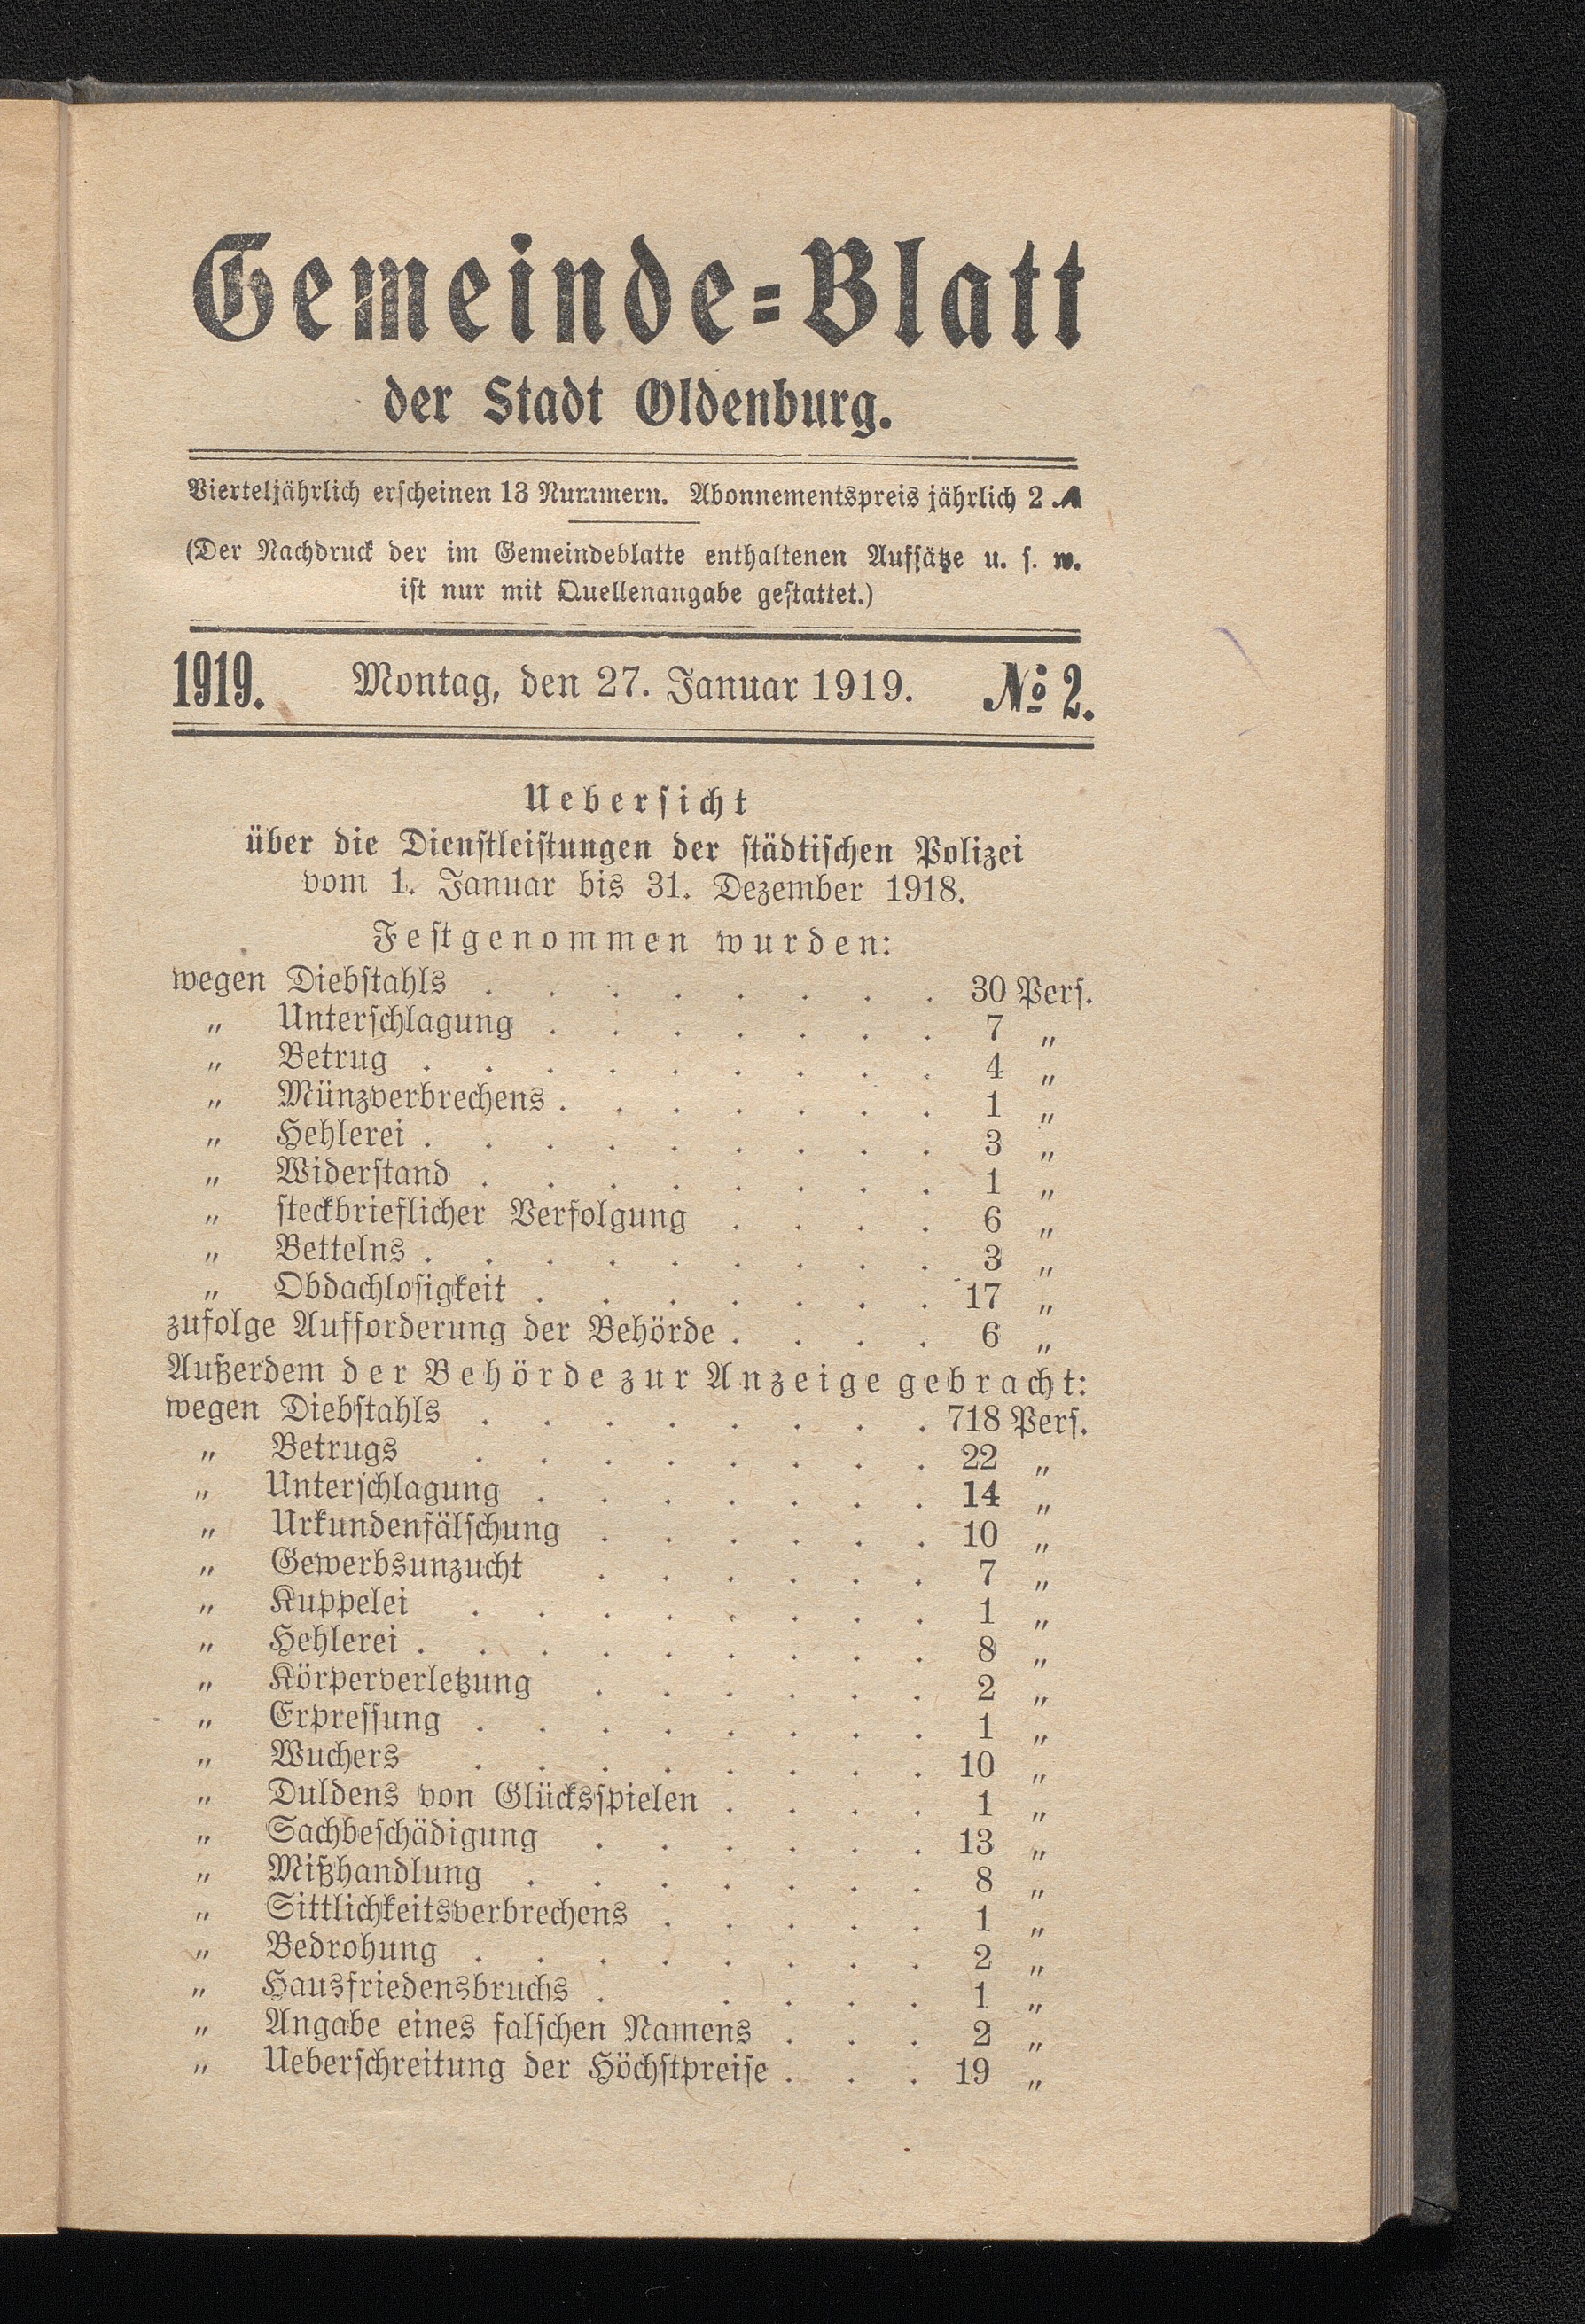 Gemeinde=Blatt
der Stadt Oldenburg.
Vierteljährlich erscheinen 13 Nummern. Abonnementspreis jährlich 2 ℳ
(Der Nachdruck der im Gemeindeblatte enthaltenen Aufsätze u. s. w.
ist nur mit Quellenangabe gestattet.)
1919. Montag, den 27. Januar 1919. № 2.
Uebersicht
über die Dienstleistungen der städtischen Polizei
vom 1. Januar bis 31. Dezember 1918.
Festgenommen wurden:
wegen Diebstahls . . . . . . . . 30 Pers.
„ Unterschlagung . . . . . . . 7 „
„ Betrug . . . . . . . . . 4 „
„ Münzverbrechens . . . . . . . 1 „
„ Hehlerei . . . . . . . . . 3 „
„ Widerstand . . . . . . . . 1 „
„ steckbrieflicher Verfolgung . . . . 6 „
„ Bettelns . . . . . . . . . 3 „
„ Obdachlosigkeit . . . . . . . 17 „
zufolge Aufforderung der Behörde . . . . 6 „
Außerdem der Behörde zur Anzeige gebracht:
wegen Diebstahls . . . . . . . . 718 Pers.
„ Betrugs . . . . . . . . 22 „
„ Unterschlagung . . . . . . . 14 „
„ Urkundenfälschung . . . . . . 10 „
„ Gewerbsunzucht . . . . . . 7 „
„ Kuppelei . . . . . . . . 1 „
„ Hehlerei . . . . . . . . . 8 „
„ Körperverletzung . . . . . . 2 „
„ Erpressung . . . . . . . . 1 „
„ Wuchers . . . . . . . . 10 „
„ Duldens von Glücksspielen . . . . 1 „
„ Sachbeschädigung . . . . . . 13 „
„ Mißhandlung . . . . . . . 8 „
„ Sittlichkeitsverbrechens . . . . . 1 „
„ Bedrohung . . . . . . . . 2 „
„ Hausfriedensbruchs . . . . . 1 „
„ Angabe eines falschen Namens . . . 2 „
„ Ueberschreitung der Höchstpreise . . . 19 „